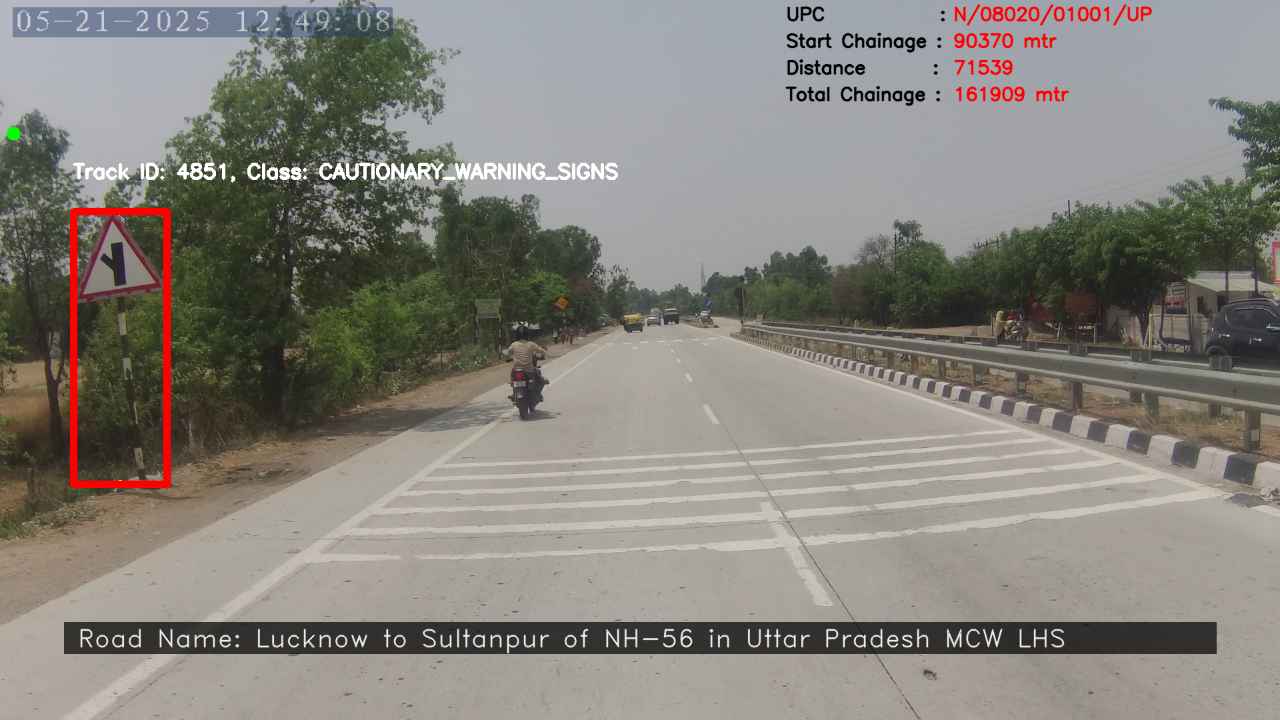 05-21-2025 12:49:08
UPC : N/08020/01001/UP
Start Chainage : 90370 mtr
Distance : 71539
Total Chainage : 161909 mtr
Track ID: 4851, Class: CAUTIONARY_WARNING_SIGNS
Road Name: Lucknow to Sultanpur of NH-56 in Uttar Pradesh MCW LHS